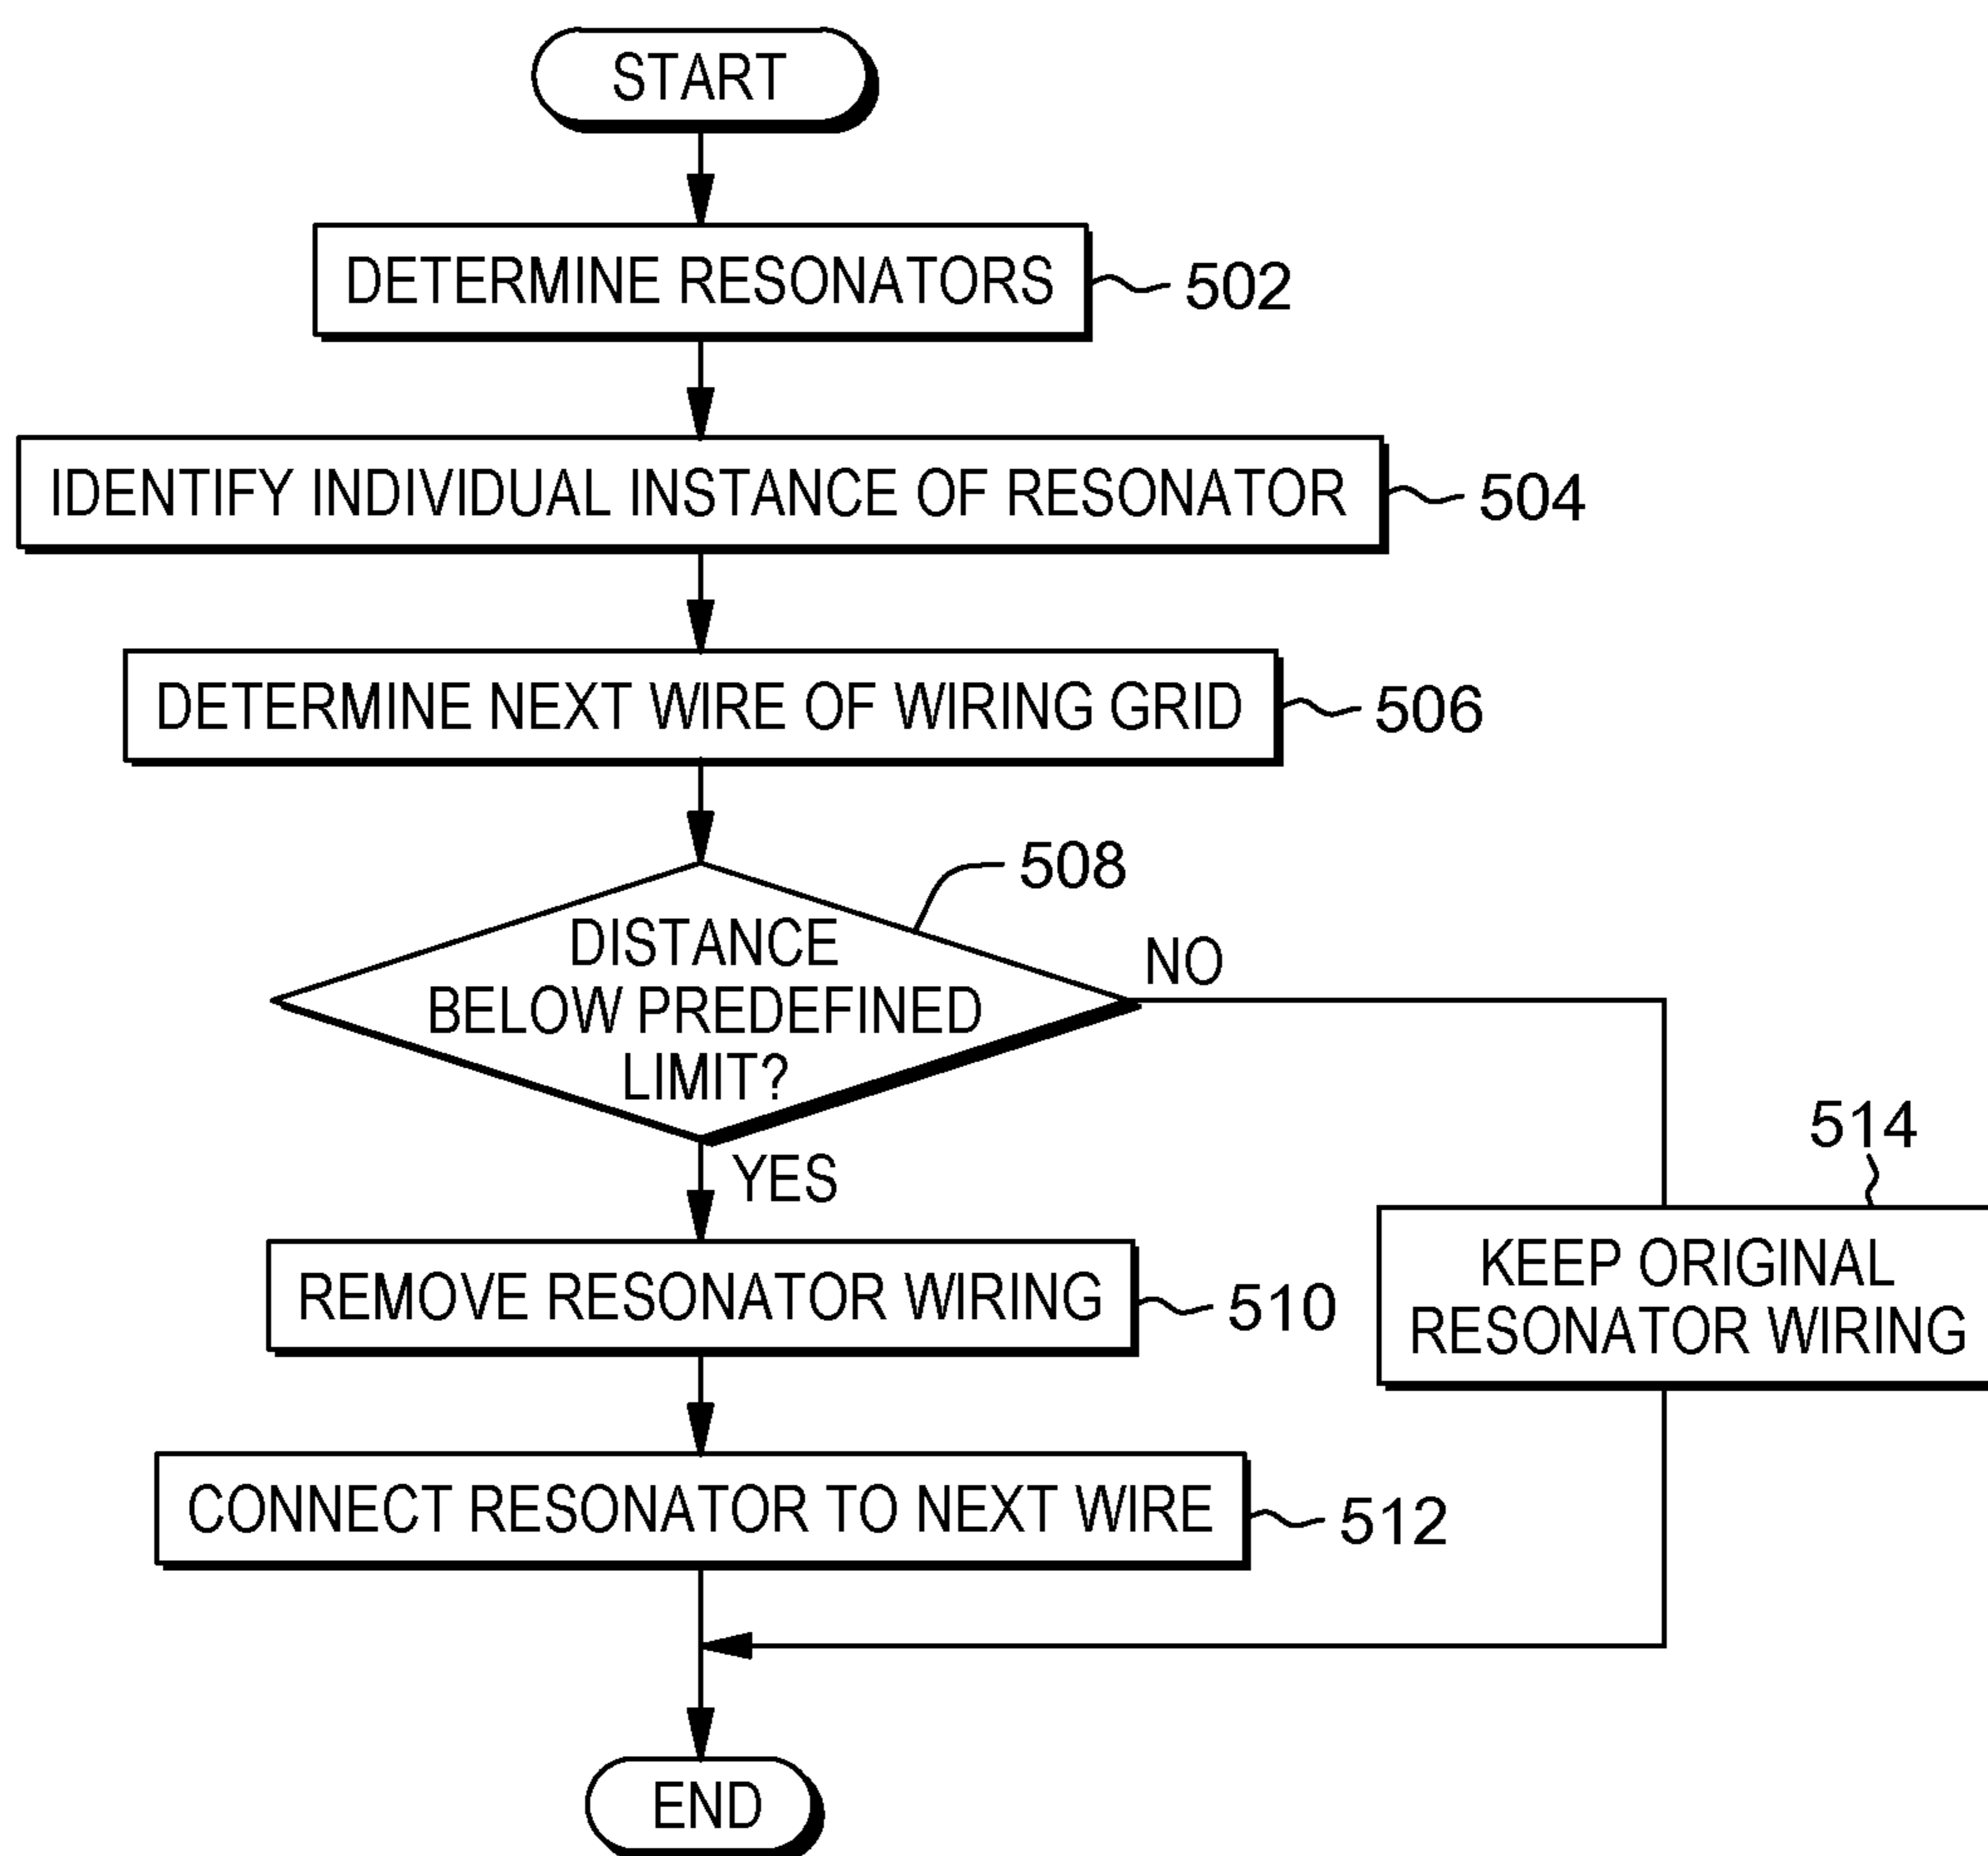 START
DETERMINE RESONATORS
502
IDENTIFY INDIVIDUAL INSTANCE OF RESONATOR
504
DETERMINE NEXT WIRE OF WIRING GRID
506
508
DISTANCE
BELOW PREDEFINED
LIMIT?
NO
YES
514
REMOVE RESONATOR WIRING
510
KEEP ORIGINAL
RESONATOR WIRING
CONNECT RESONATOR TO NEXT WIRE
512
END